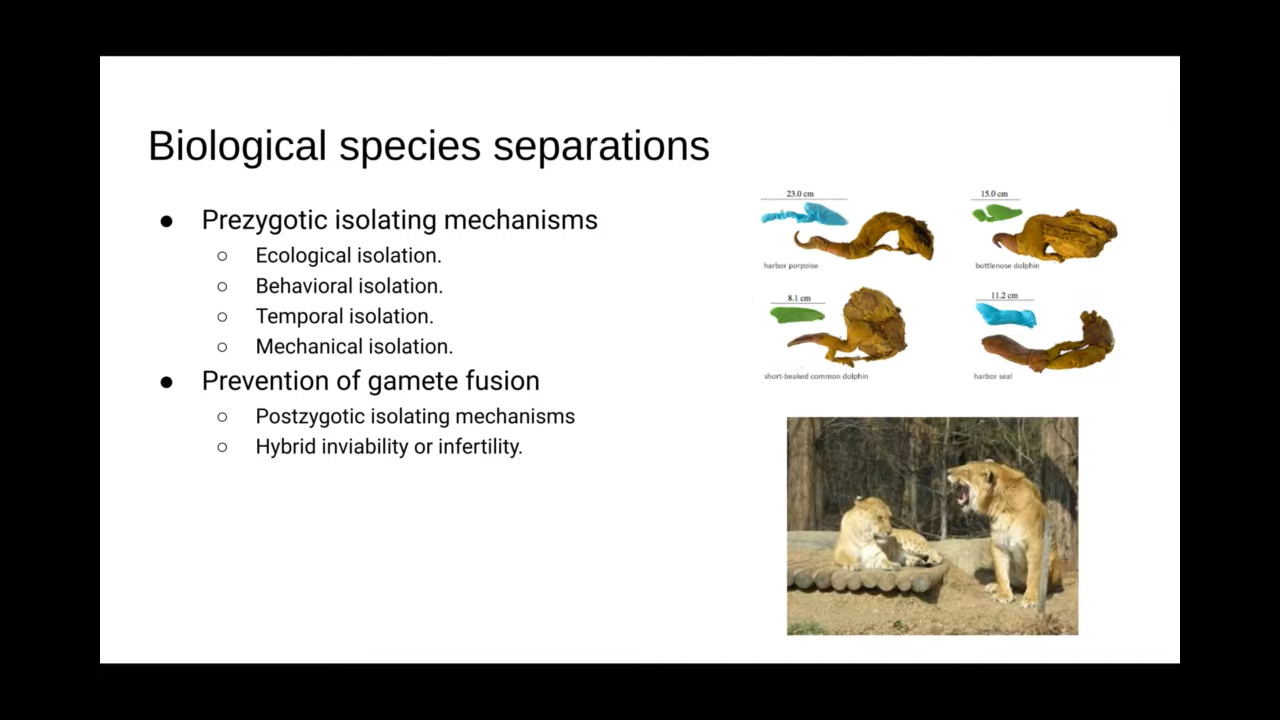 Biological species separations
● Prezygotic isolating mechanisms
○ Ecological isolation.
○ Behavioral isolation.
○ Temporal isolation.
○ Mechanical isolation.
● Prevention of gamete fusion
○ Postzygotic isolating mechanisms
○ Hybrid inviability or infertility.
23.0 cm
harbor porpoise
15.0 cm
bottlenose dolphin
8.1 cm
short-beaked common dolphin
11.2 cm
harbor seal